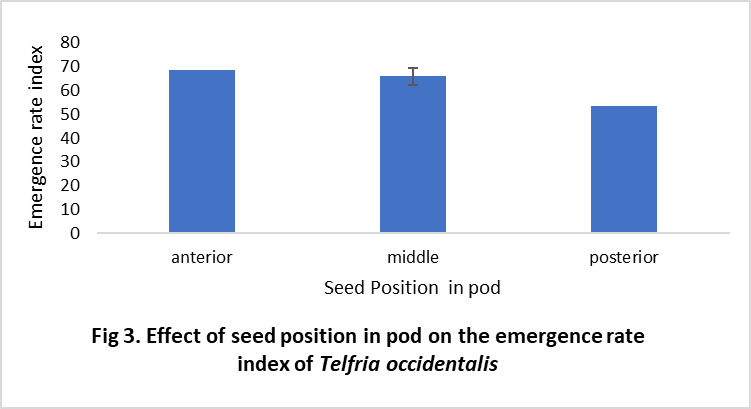 80
70
60
50
40
30
20
10
0
Emergence rate index
anterior middle posterior
Seed Position in pod
Fig 3. Effect of seed position in pod on the emergence rate
index of Telfria occidentalis